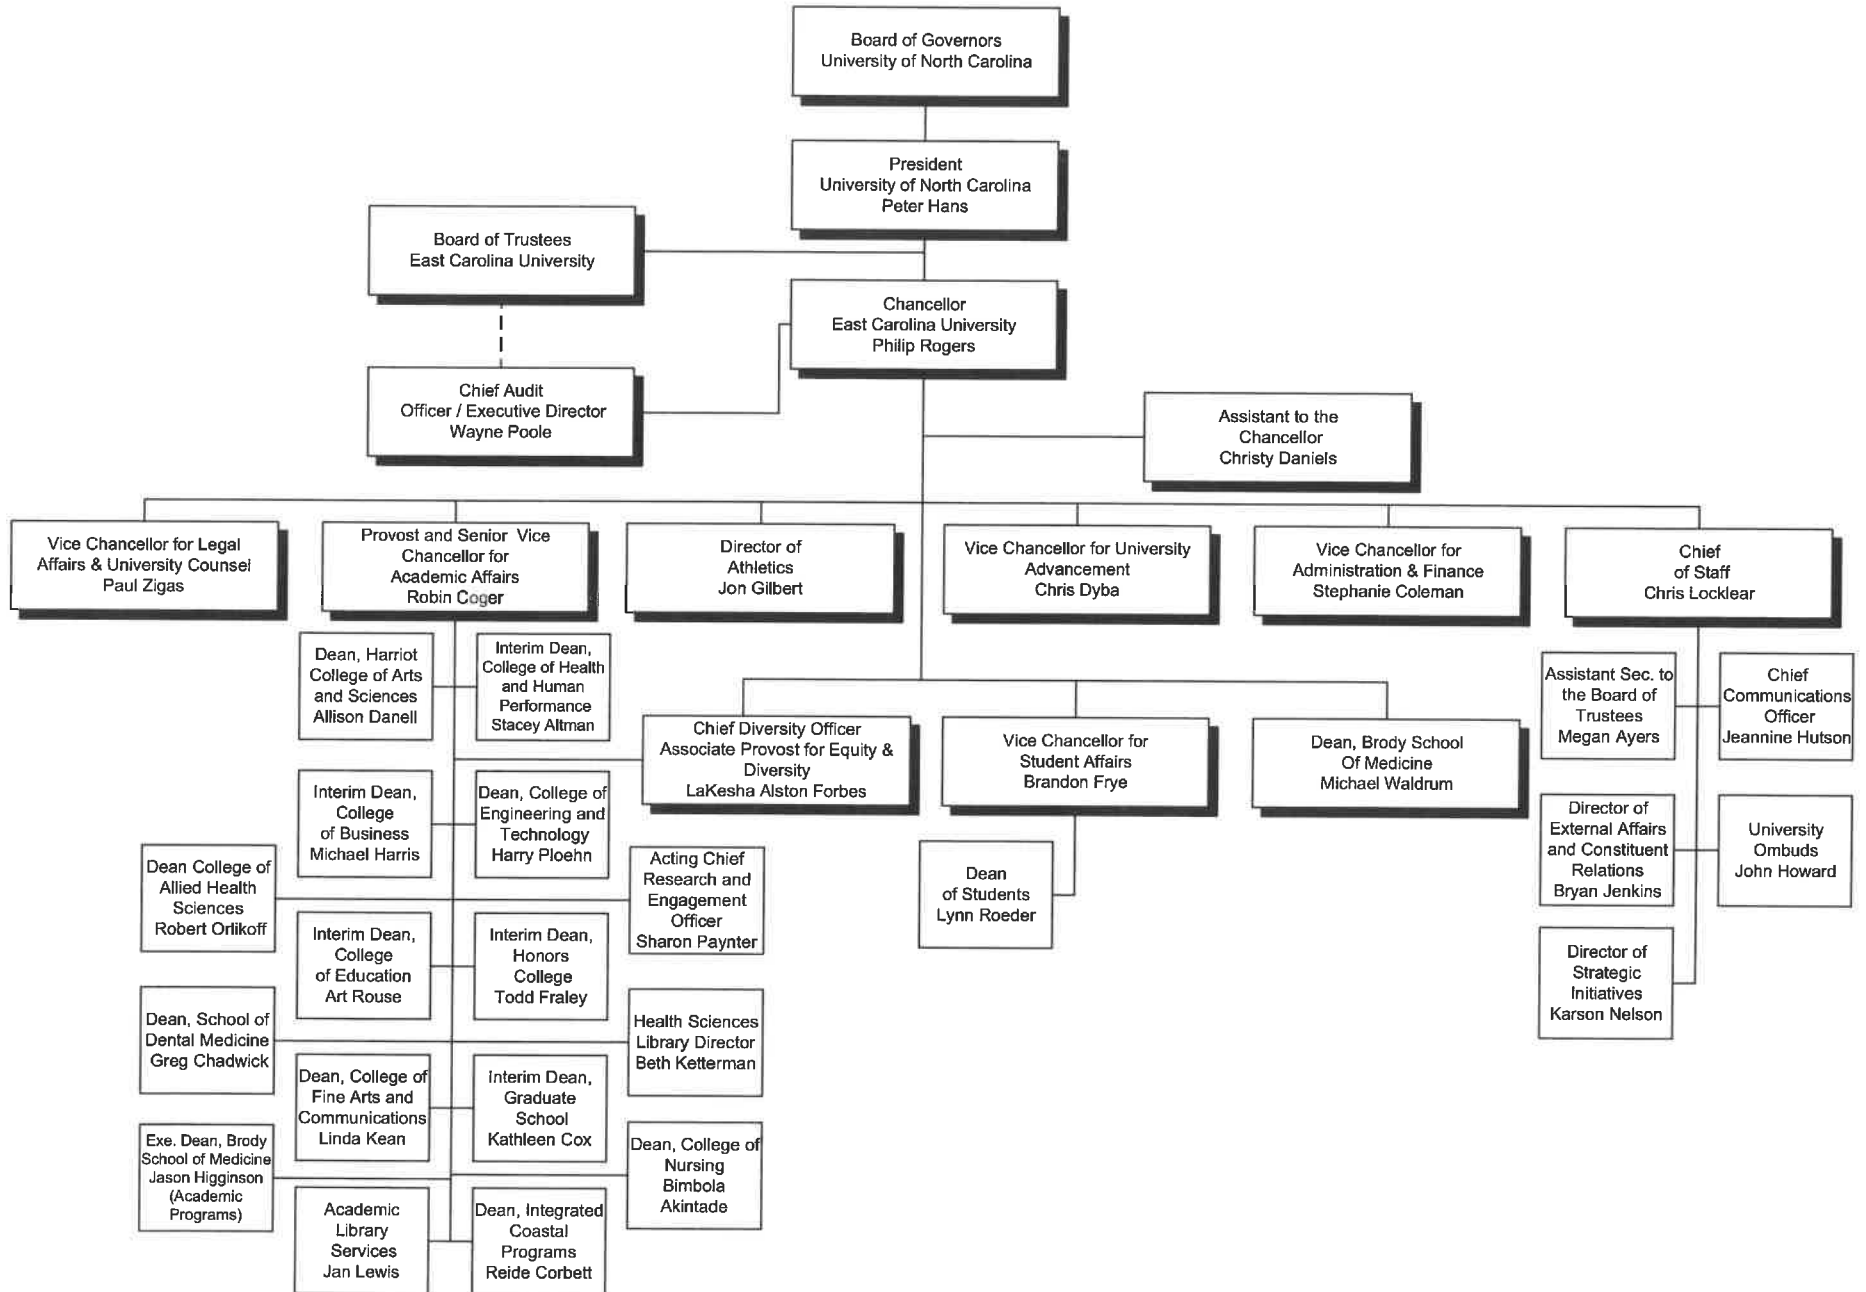 Board of Governors
University of North Carolina
President
University of North Carolina
Peter Hans
Board of Trustees
East Carolina University
Chancellor
East Carolina University
Philip Rogers
Chief Audit
Officer / Executive Director
Wayne Poole
Assistant to the
Chancellor
Christy Daniels
Vice Chancellor for Legal
Affairs & University Counsel
Paul Zigas
Provost and Senior Vice
Chancellor for
Academic Affairs
Robin Coger
Director of
Athletics
Jon Gilbert
Vice Chancellor for University
Advancement
Chris Dyba
Vice Chancellor for
Administration & Finance
Stephanie Coleman
Chief
of Staff
Chris Locklear
Dean, Harriot
College of Arts
and Sciences
Allison Danell
Interim Dean,
College of Health
and Human
Performance
Stacey Altman
Assistant Sec. to
the Board of
Trustees
Megan Ayers
Chief
Communications
Officer
Jeannine Hutson
Chief Diversity Officer
Associate Provost for Equity &
Diversity
LaKesha Alston Forbes
Vice Chancellor for
Student Affairs
Brandon Frye
Dean, Brody School
Of Medicine
Michael Waldrum
Interim Dean,
College
of Business
Michael Harris
Dean, College of
Engineering and
Technology
Harry Ploehn
Director of
External Affairs
and Constituent
Relations
Bryan Jenkins
University
Ombuds
John Howard
Dean College of
Allied Health
Sciences
Robert Orlikoff
Acting Chief
Research and
Engagement
Officer
Sharon Paynter
Dean
of Students
Lynn Roeder
Interim Dean,
College
of Education
Art Rouse
Interim Dean,
Honors
College
Todd Fraley
Director of
Strategic
Initiatives
Karson Nelson
Dean, School of
Dental Medicine
Greg Chadwick
Health Sciences
Library Director
Beth Ketterman
Dean, College of
Fine Arts and
Communications
Linda Kean
Interim Dean,
Graduate
School
Kathleen Cox
Exe. Dean, Brody
School of Medicine
Jason Higginson
(Academic
Programs)
Dean, College of
Nursing
Bimbola
Akintade
Academic
Library
Services
Jan Lewis
Dean, Integrated
Coastal
Programs
Reide Corbett